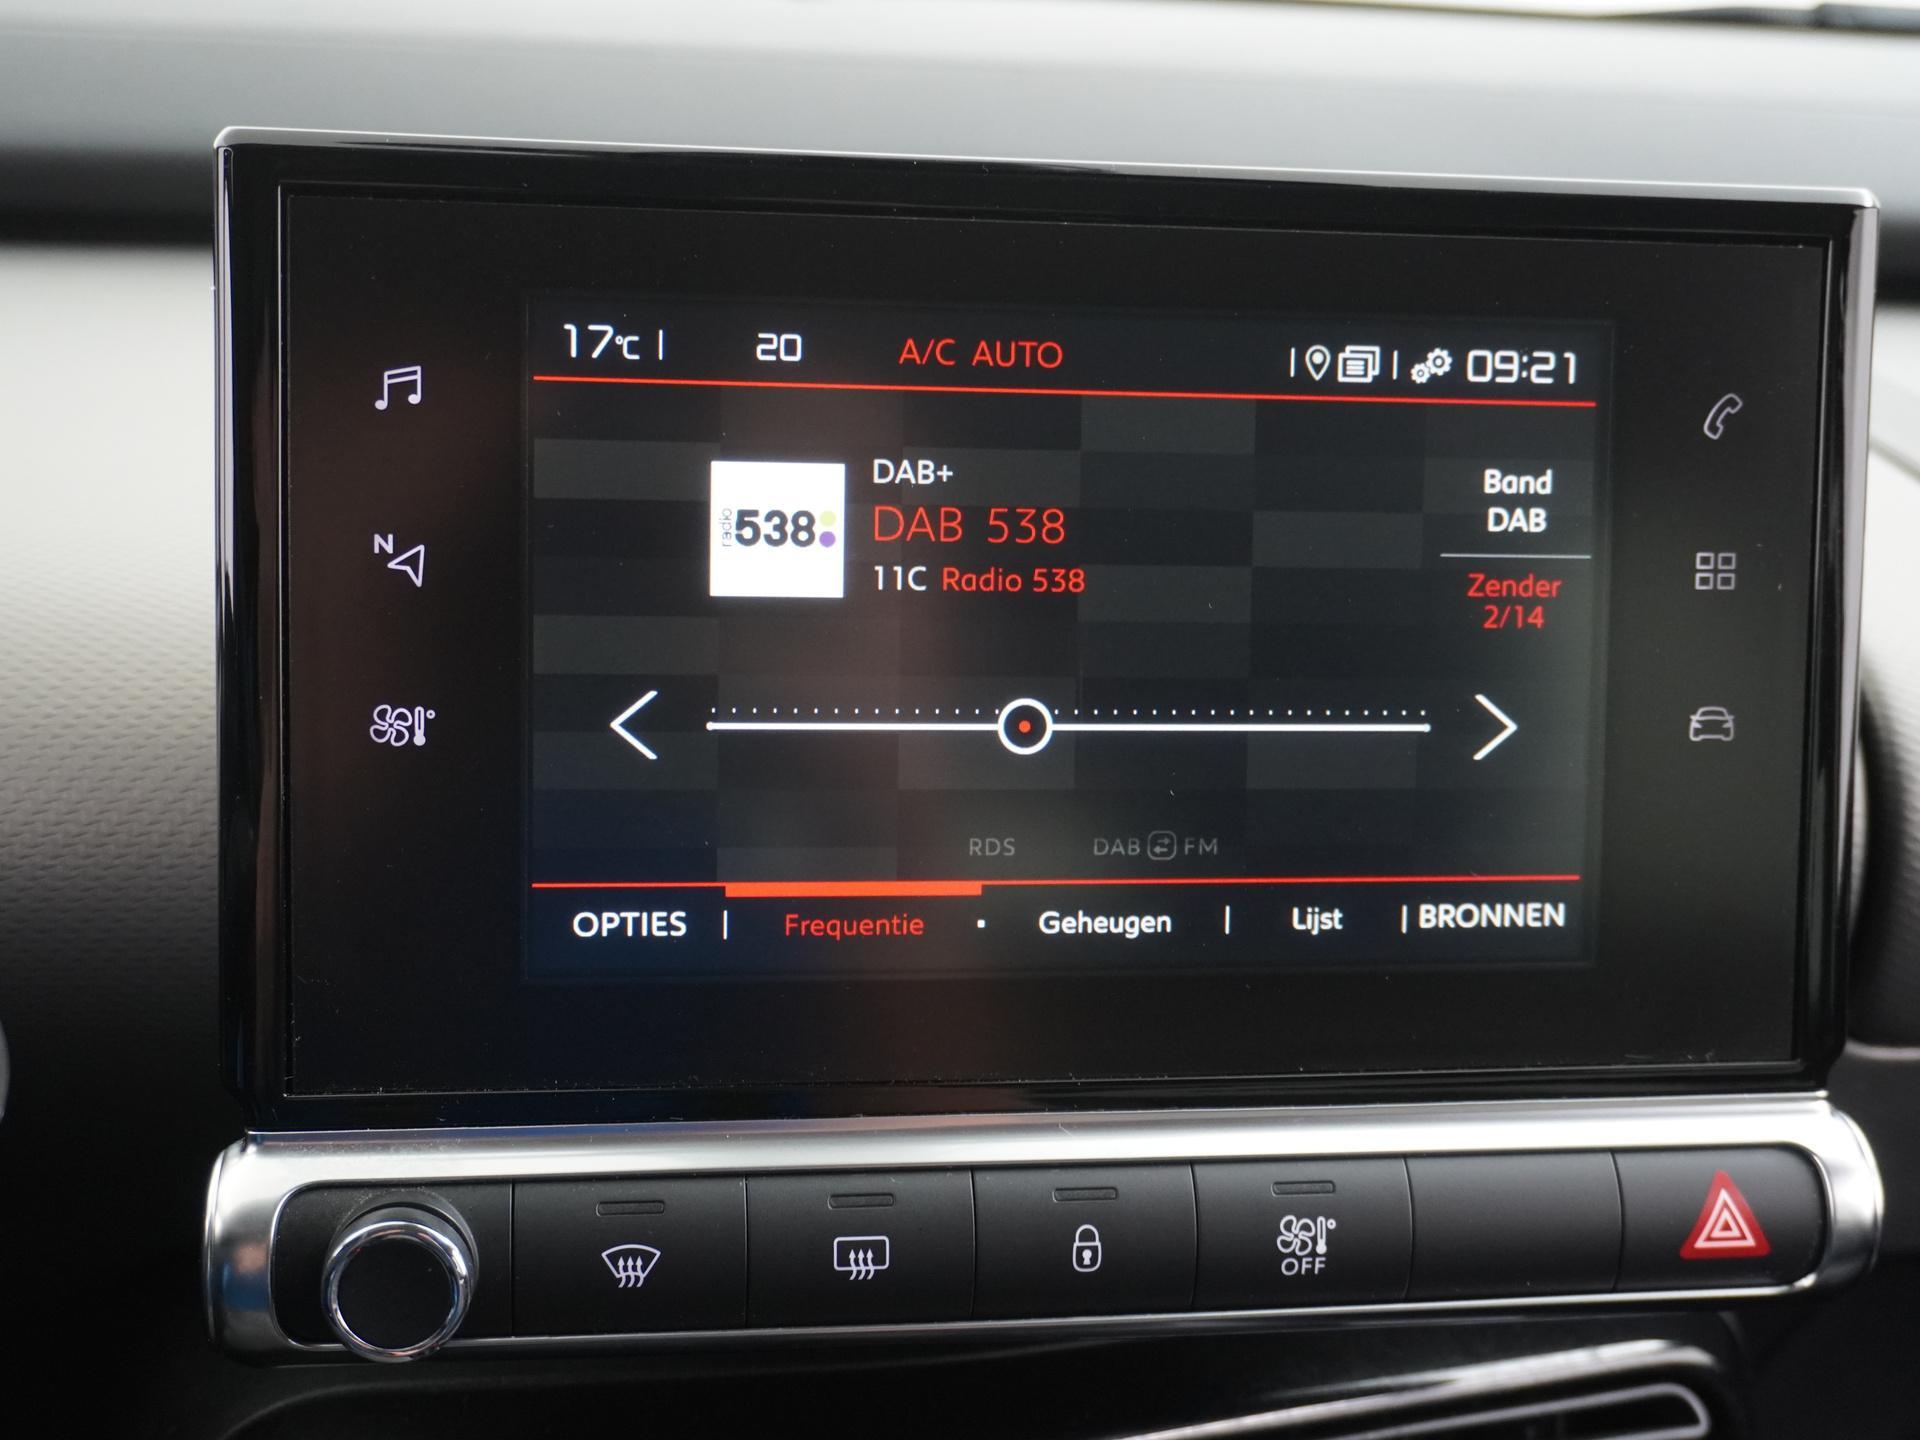 17°C | 20 A/C AUTO 09:21
DAB+
radio 538
DAB 538
11C Radio 538
Band
DAB
Zender
2/14
N
RDS DAB FM
OPTIES | Frequentie · Geheugen | Lijst | BRONNEN
OFF